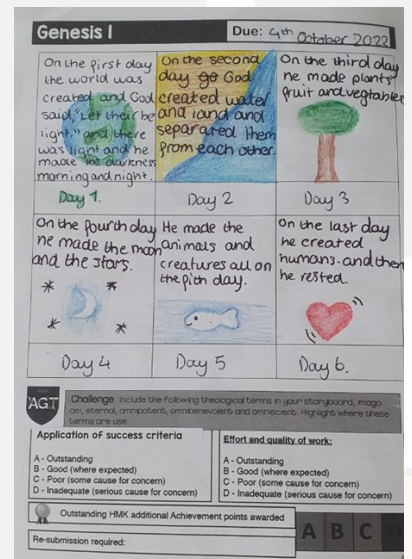 Genesis 1
Due: 4th October 2023
On the first day
the world was
created and God
said, "Let their be
light," and there
was light and he
made the darkness
morning and night.
Day 1.
On the second
day go God
created water
and land and
separated them
from each other.
Day 2
On the third day
he made plants
fruit and vegtables
Day 3
On the fourth day
he made the moon
and the stars.
Day 4
He made the
animals and
creatures all on
the fith day.
Day 5
On the last day
he created
humans. and then
he rested.
Day 6.
AGT
Challenge: Include the following theological terms in your storyboard, imago
dei, eternal, omnipotent, omnibenevolent and omniscient. Highlight where these
terms are use
Application of success criteria
A - Outstanding
B - Good (where expected)
C - Poor (some cause for concern)
D - Inadequate (serious cause for concern)
Effort and quality of work:
A - Outstanding
B - Good (where expected)
C - Poor (some cause for concern)
D - Inadequate (serious cause for concern)
Outstanding HMK additional Achievement points awarded
Re-submission required:
A B C